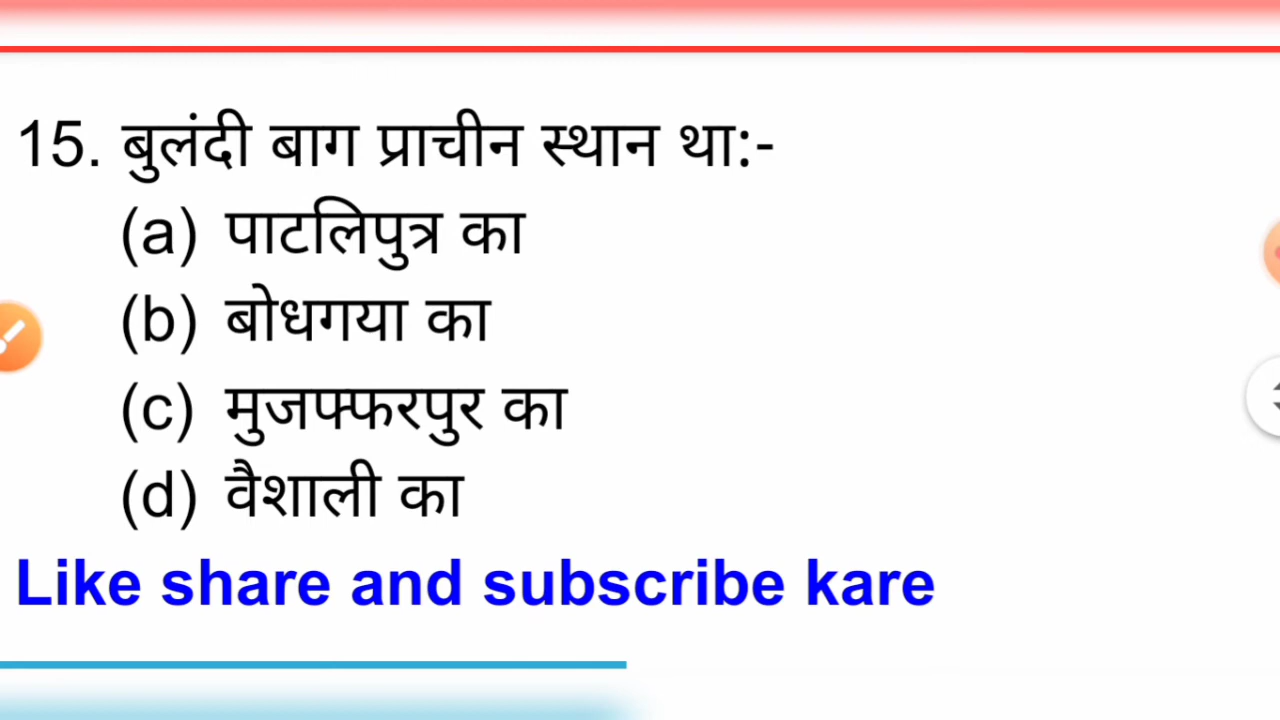 15. बुलंदी बाग प्राचीन स्थान था:-
(a) पाटलिपुत्र का
(b) बोधगया का
(c) मुजफ्फरपुर का
(d) वैशाली का
Like share and subscribe kare